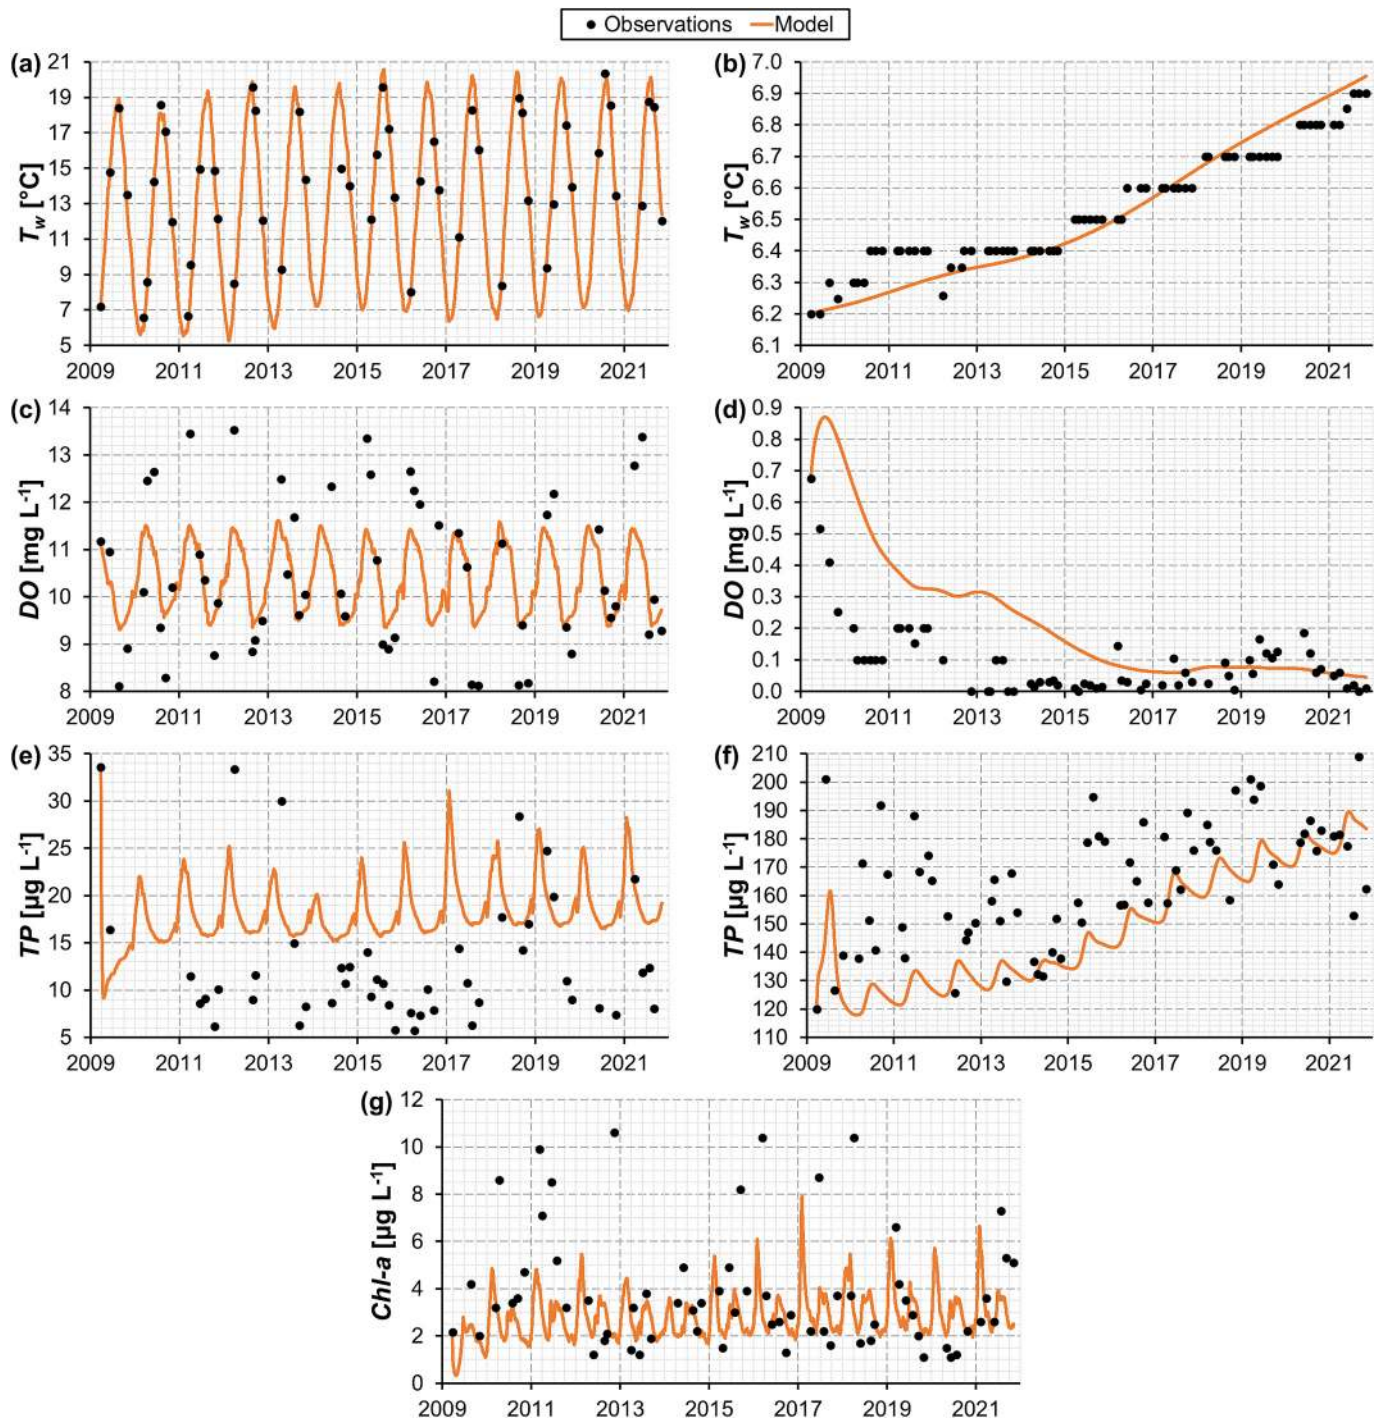 Observations Model
(a)
T_w [°C]
21
19
17
15
13
11
9
7
5
2009 2011 2013 2015 2017 2019 2021
(b)
T_w [°C]
7.0
6.9
6.8
6.7
6.6
6.5
6.4
6.3
6.2
6.1
2009 2011 2013 2015 2017 2019 2021
(c)
DO [mg L⁻¹]
14
13
12
11
10
9
8
2009 2011 2013 2015 2017 2019 2021
(d)
DO [mg L⁻¹]
0.9
0.8
0.7
0.6
0.5
0.4
0.3
0.2
0.1
0.0
2009 2011 2013 2015 2017 2019 2021
(e)
TP [µg L⁻¹]
35
30
25
20
15
10
5
2009 2011 2013 2015 2017 2019 2021
(f)
TP [µg L⁻¹]
210
200
190
180
170
160
150
140
130
120
110
2009 2011 2013 2015 2017 2019 2021
(g)
Chl-a [µg L⁻¹]
12
10
8
6
4
2
0
2009 2011 2013 2015 2017 2019 2021